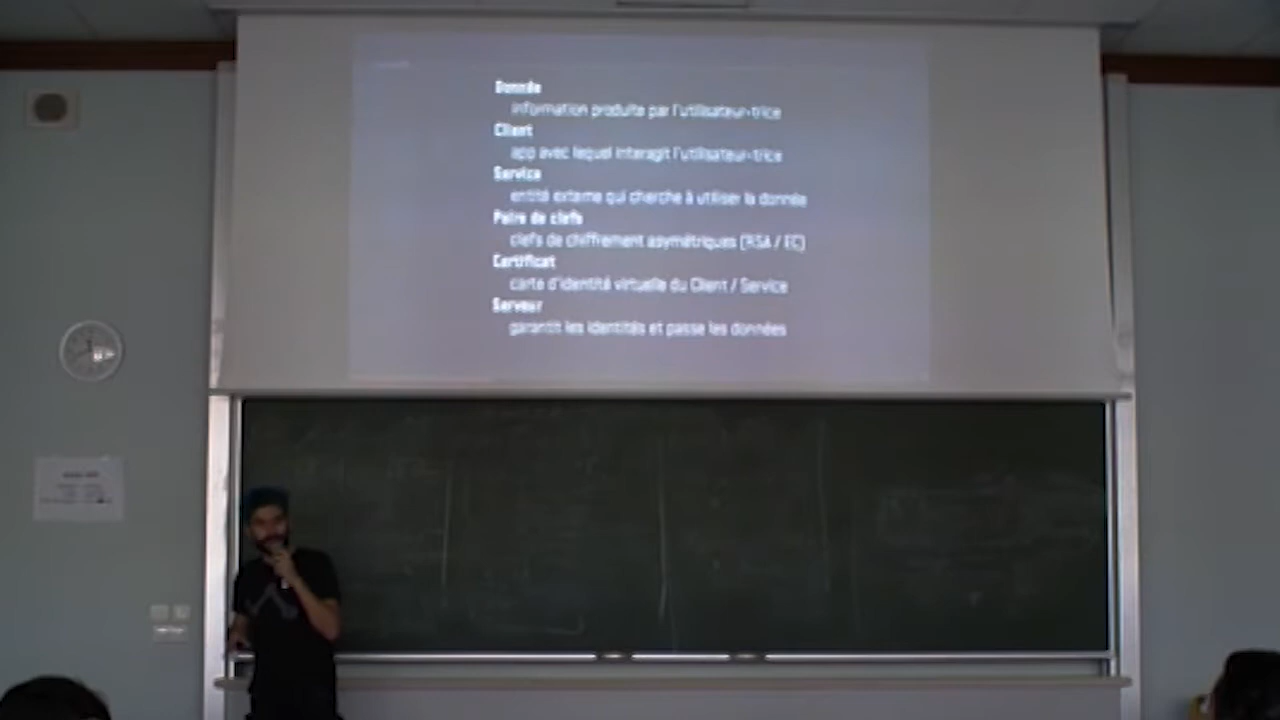 Donnée
information produite par l'utilisateur·trice
Client
app avec lequel interagit l'utilisateur·trice
Service
entité externe qui cherche à utiliser la donnée
Paire de clefs
clefs de chiffrement asymétriques (RSA / EC)
Certificat
carte d'identité virtuelle du Client / Service
Serveur
garantit les identités et passe les données